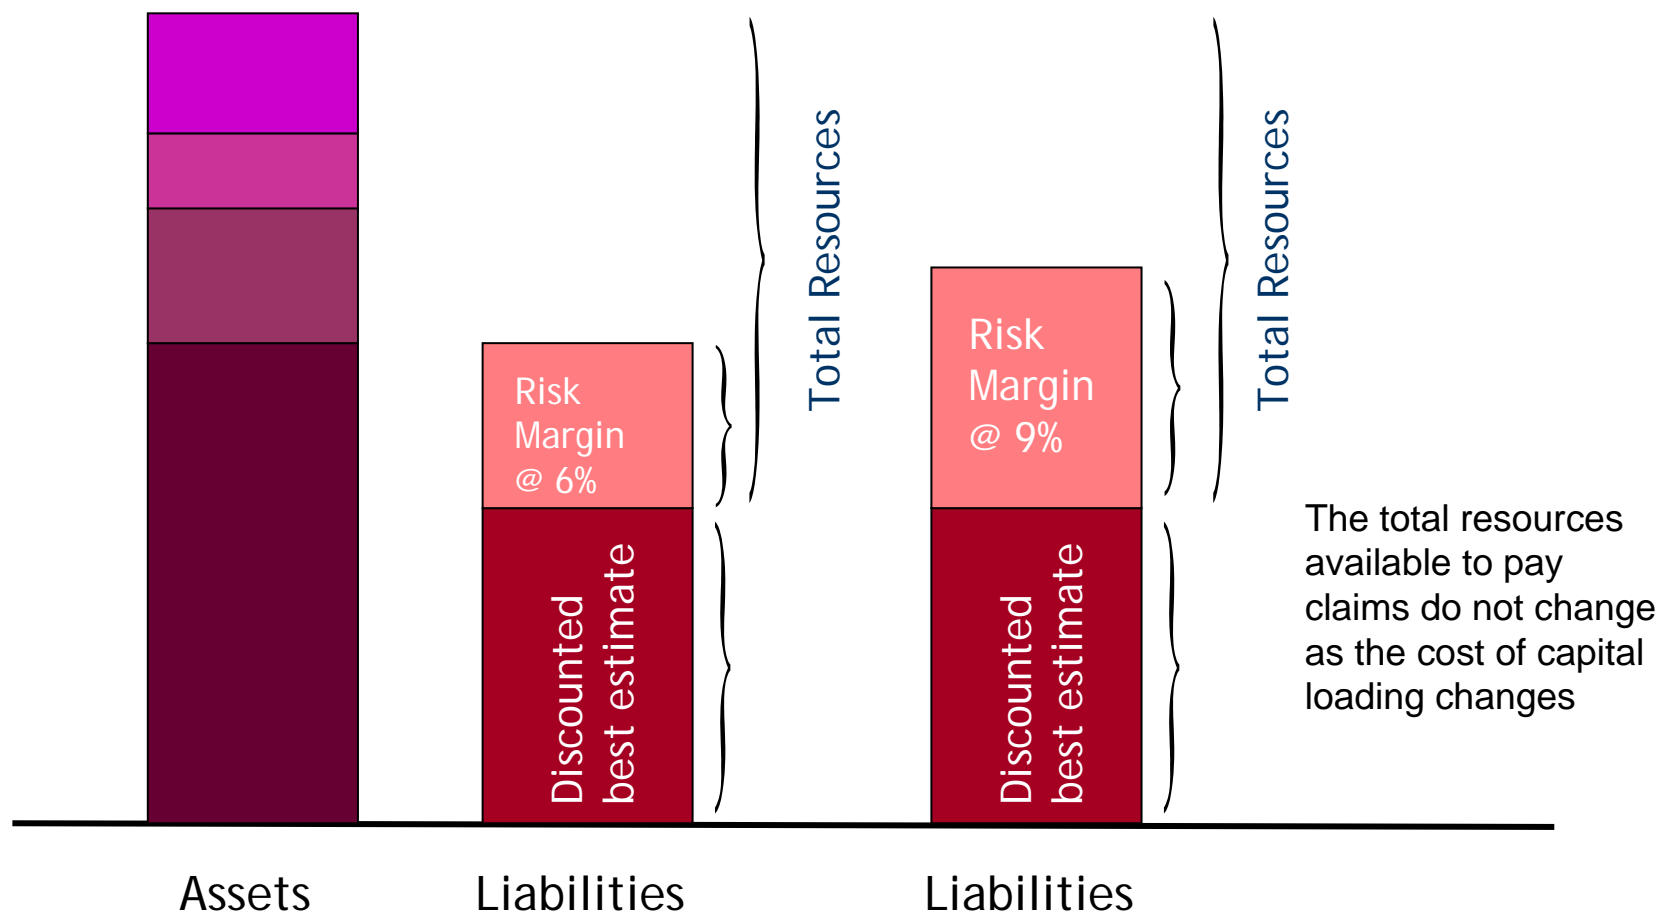 Total Resources
Total Resources
Risk
Margin
@ 6%
Risk
Margin
@ 9%
Discounted
best estimate
Discounted
best estimate
The total resources
available to pay
claims do not change
as the cost of capital
loading changes
Assets
Liabilities
Liabilities